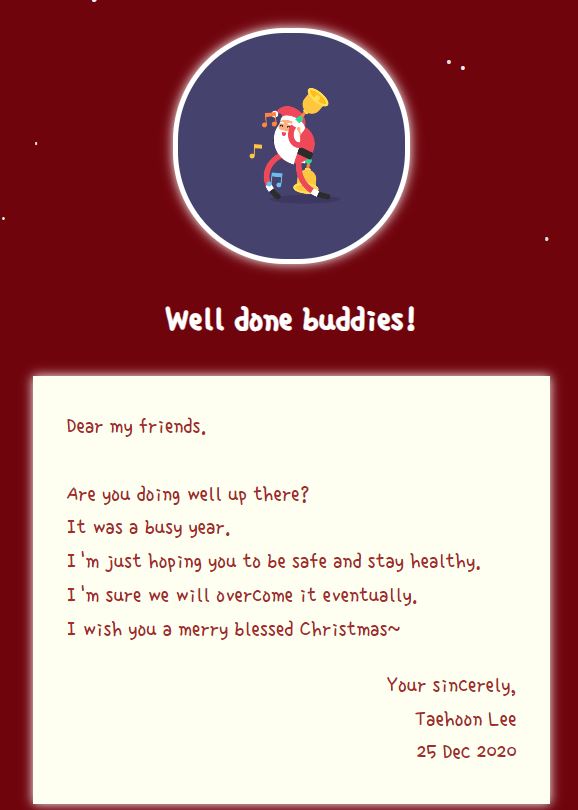 Well done buddies!
Dear my friends.
Are you doing well up there?
It was a busy year.
I'm just hoping you to be safe and stay healthy.
I'm sure we will overcome it eventually.
I wish you a merry blessed Christmas~
Your sincerely,
Taehoon Lee
25 Dec 2020